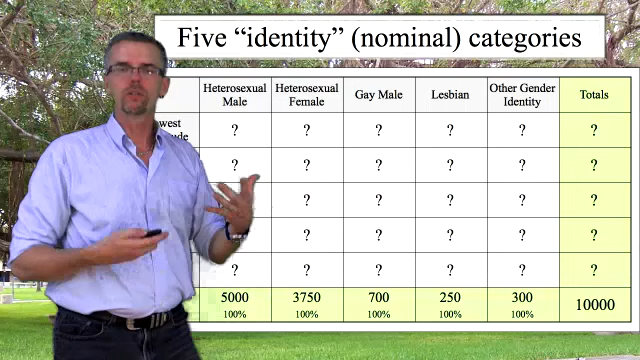 Five “identity” (nominal) categories
Heterosexual Male Heterosexual Female Gay Male Lesbian Other Gender Identity Totals
? ? ? ? ? ?
? ? ? ? ? ?
? ? ? ? ?
? ? ? ? ?
? ? ? ? ? ?
5000 3750 700 250 300 10000
100% 100% 100% 100% 100%